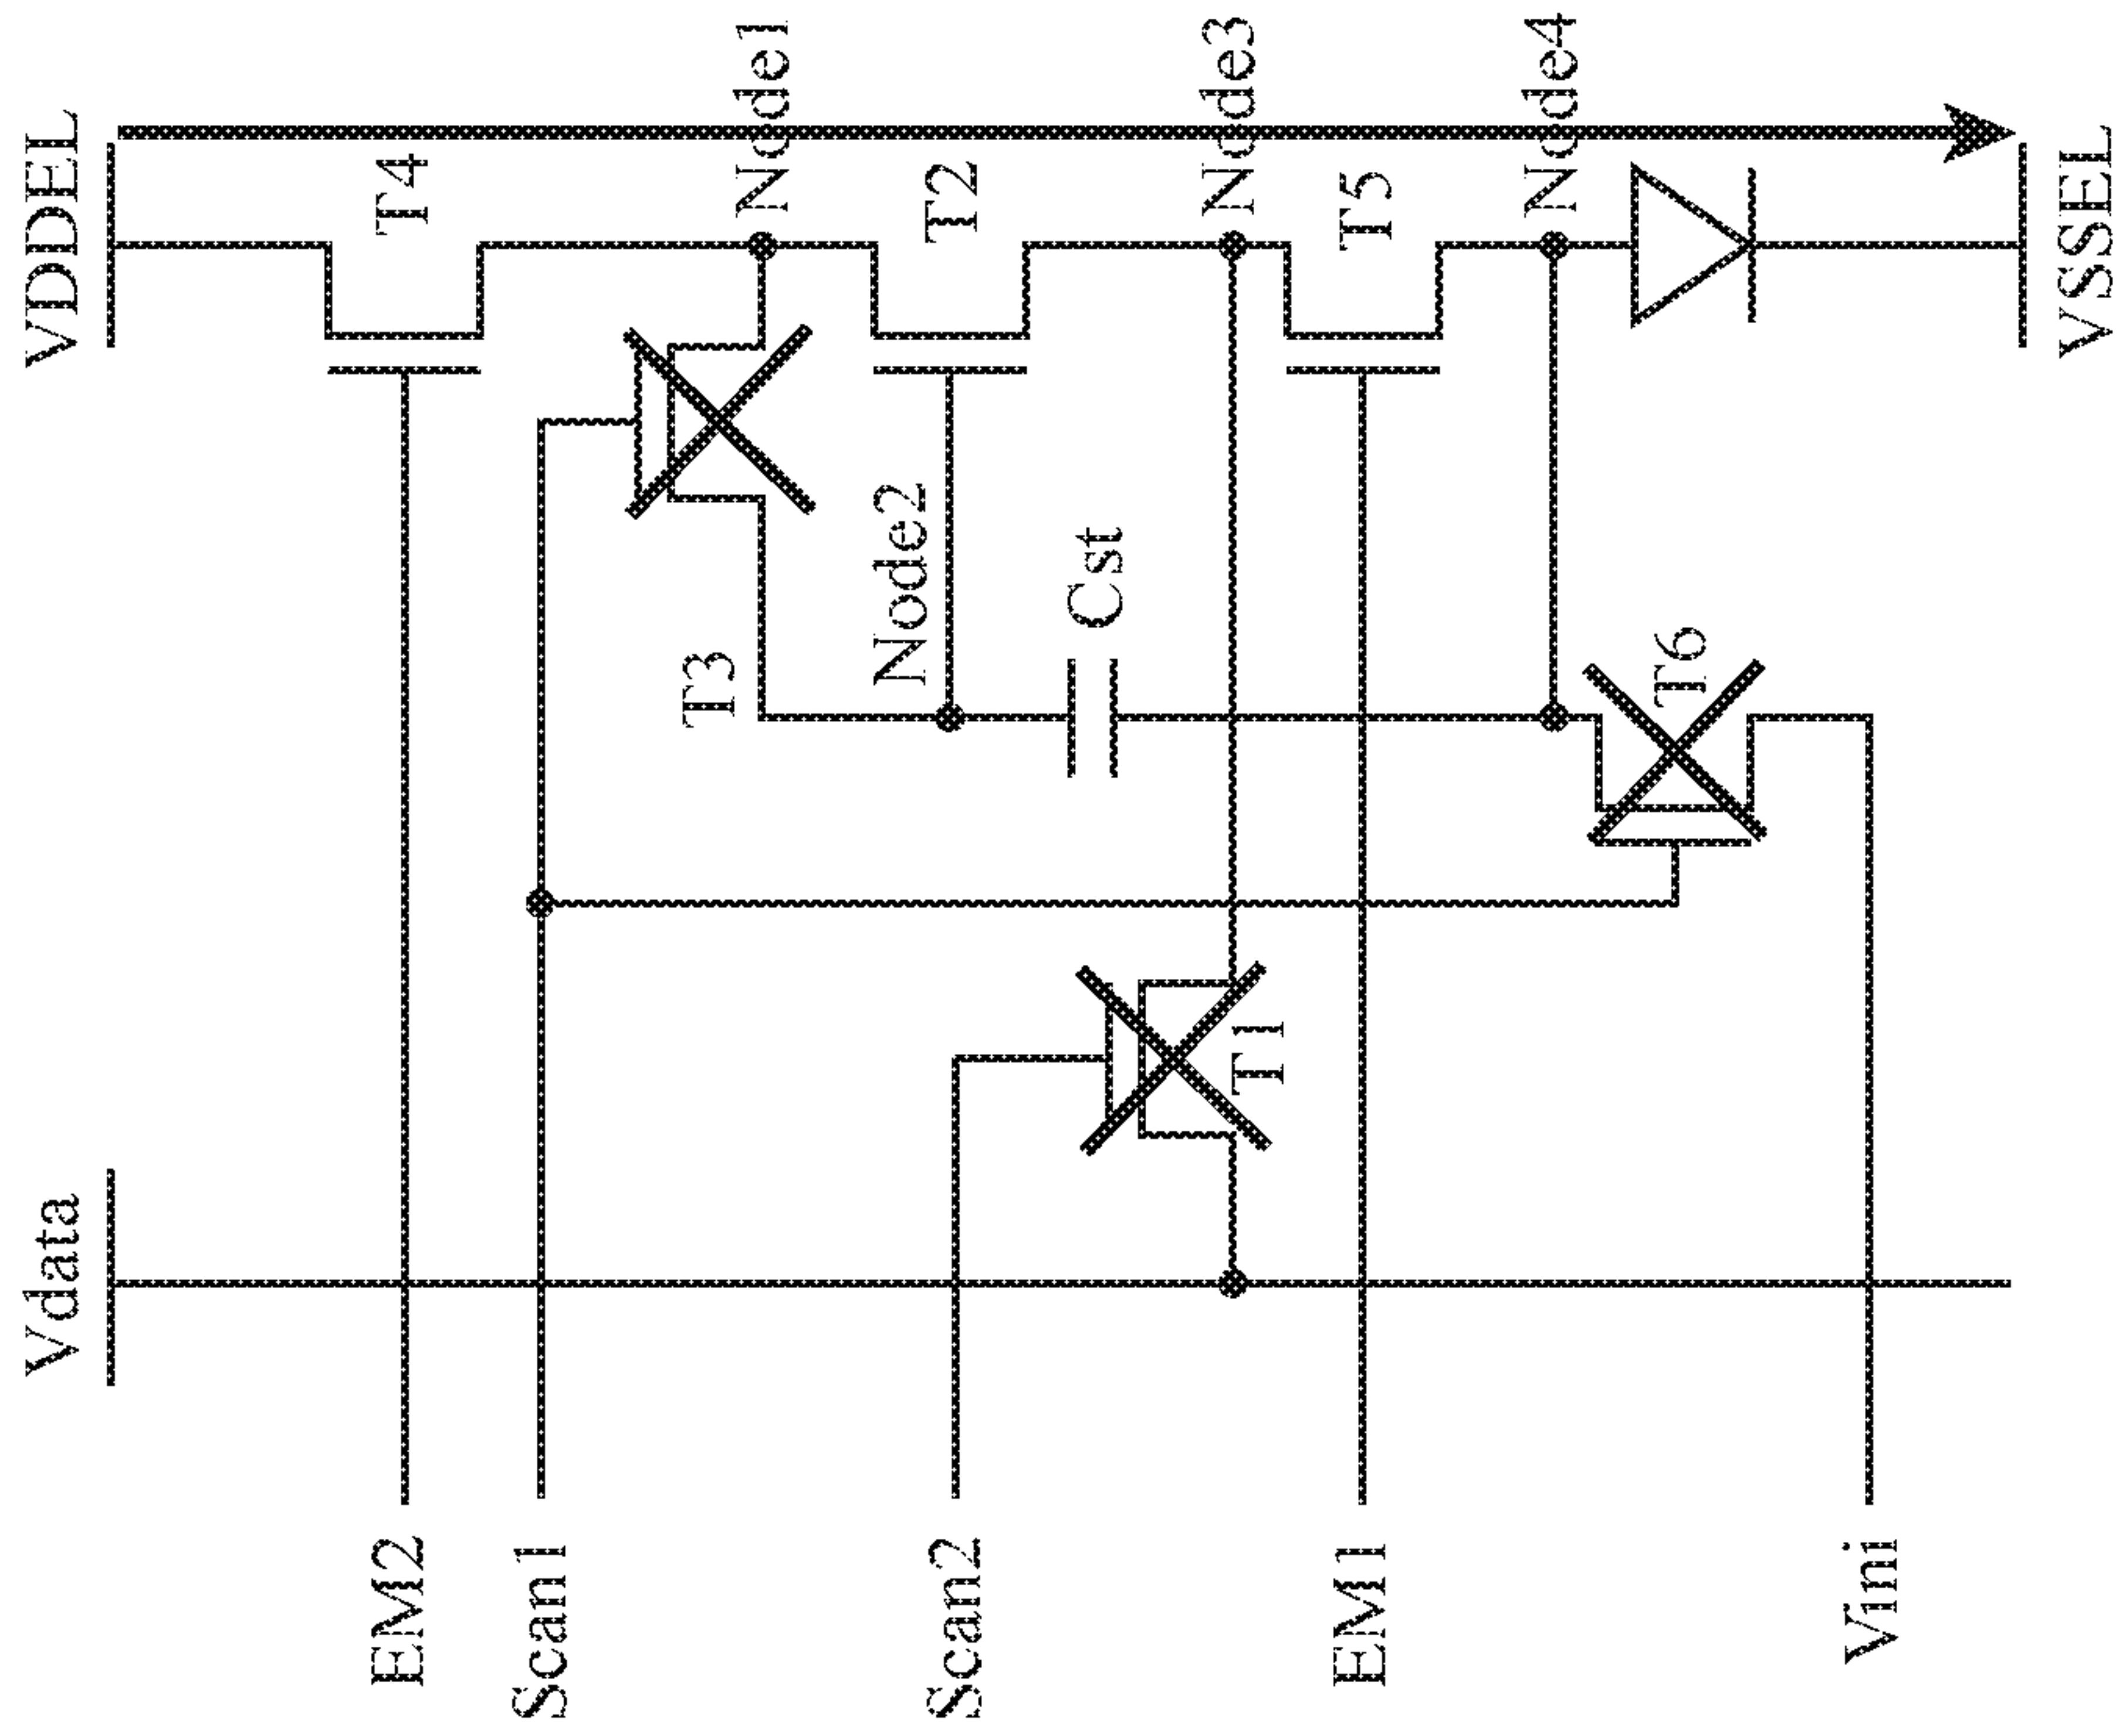 VDDEL
T4
Node1
T2
Node3
T5
Node4
VSSEL
T3
Node2
Cst
T6
T1
Vdata
EM2
Scan1
Scan2
EM1
Vini